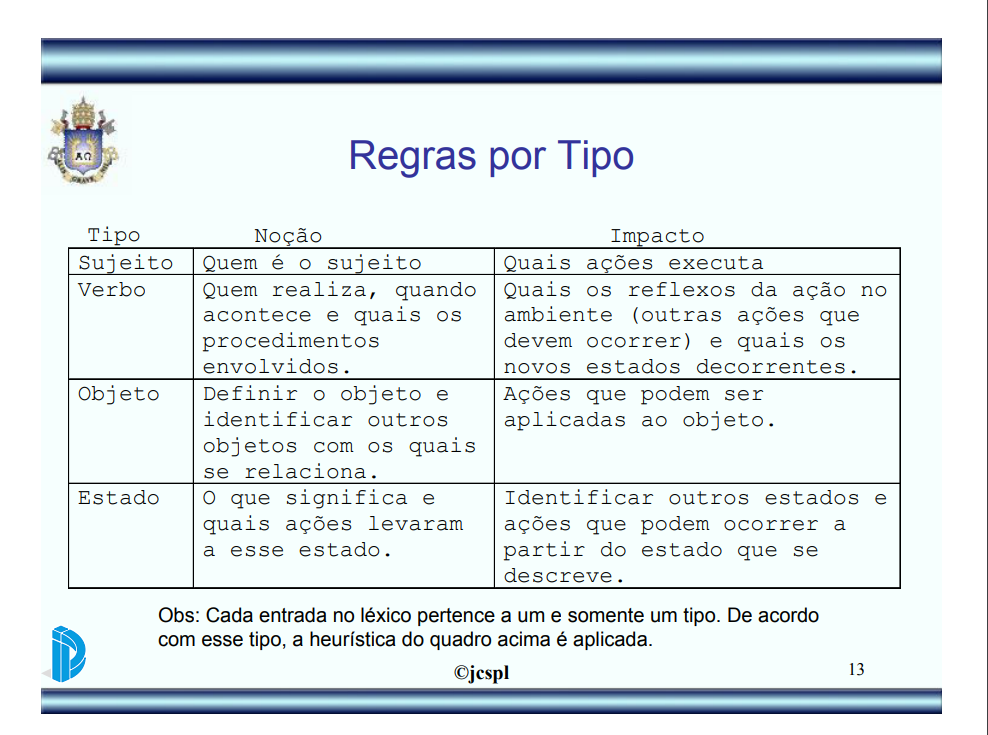 Regras por Tipo
Tipo Noção Impacto
Sujeito Quem é o sujeito Quais ações executa
Verbo Quem realiza, quando Quais os reflexos da ação no
acontece e quais os ambiente (outras ações que
procedimentos devem ocorrer) e quais os
envolvidos. novos estados decorrentes.
Objeto Definir o objeto e Ações que podem ser
identificar outros aplicadas ao objeto.
objetos com os quais
se relaciona.
Estado O que significa e Identificar outros estados e
quais ações levaram ações que podem ocorrer a
a esse estado. partir do estado que se
descreve.
Obs: Cada entrada no léxico pertence a um e somente um tipo. De acordo
com esse tipo, a heurística do quadro acima é aplicada.
©jcspl 13